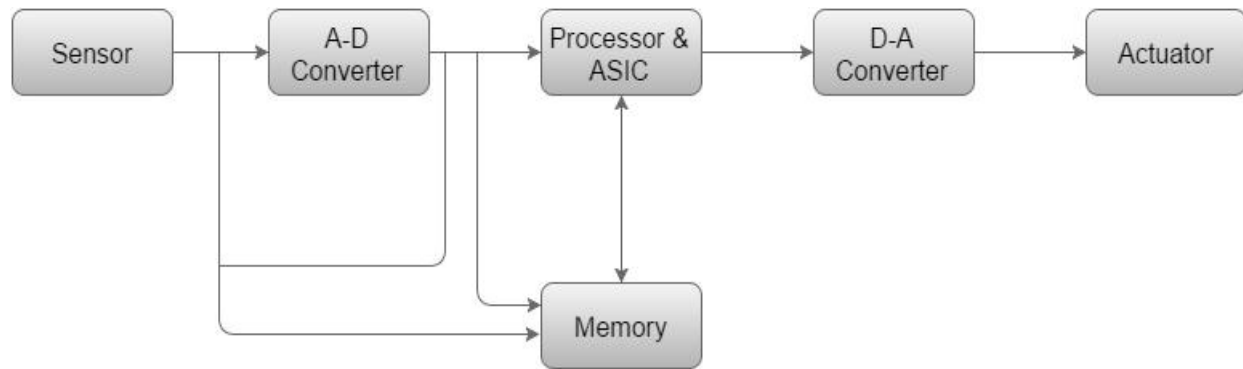 Sensor
A-D
Converter
Processor &
ASIC
D-A
Converter
Actuator
Memory